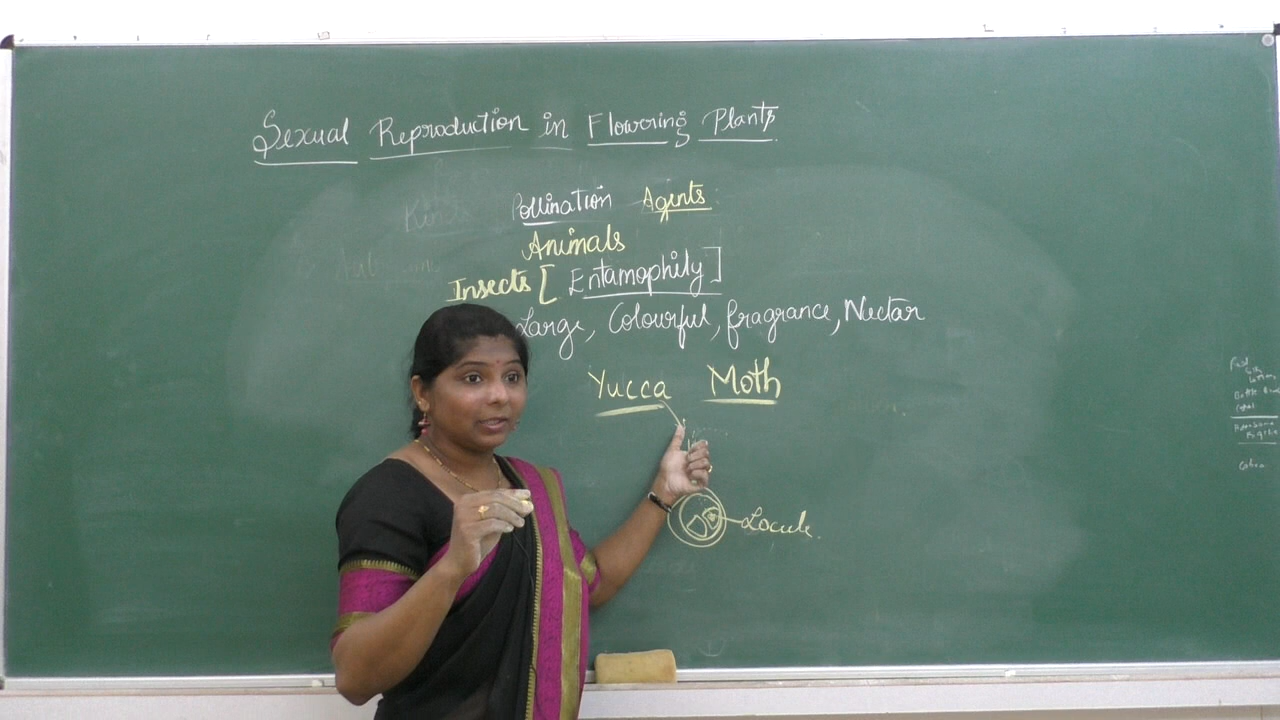 Sexual Reproduction in Flowering Plants
Pollination Agents
Animals
Insects [Entamophily]
Large, Colourful, fragrance, Nectar
Yucca Moth
Locule.